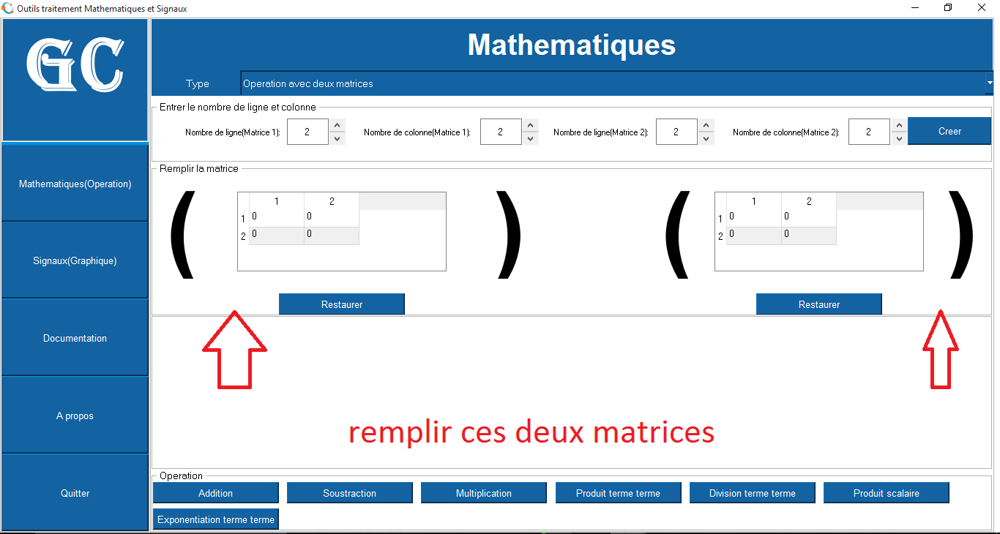 Outils traitement Mathematiques et Signaux
GC
Mathematiques
Type
Operation avec deux matrices
Entrer le nombre de ligne et colonne
Nombre de ligne(Matrice 1): 2 Nombre de colonne(Matrice 1): 2 Nombre de ligne(Matrice 2): 2 Nombre de colonne(Matrice 2): 2 Creer
Mathematiques(Operation)
Signaux(Graphique)
Documentation
A propos
Quitter
Remplir la matrice
( )
1 2
1 0 0
2 0 0
Restaurer
( )
1 2
1 0 0
2 0 0
Restaurer
remplir ces deux matrices
Operation
Addition Soustraction Multiplication Produit terme terme Division terme terme Produit scalaire
Exponentiation terme terme